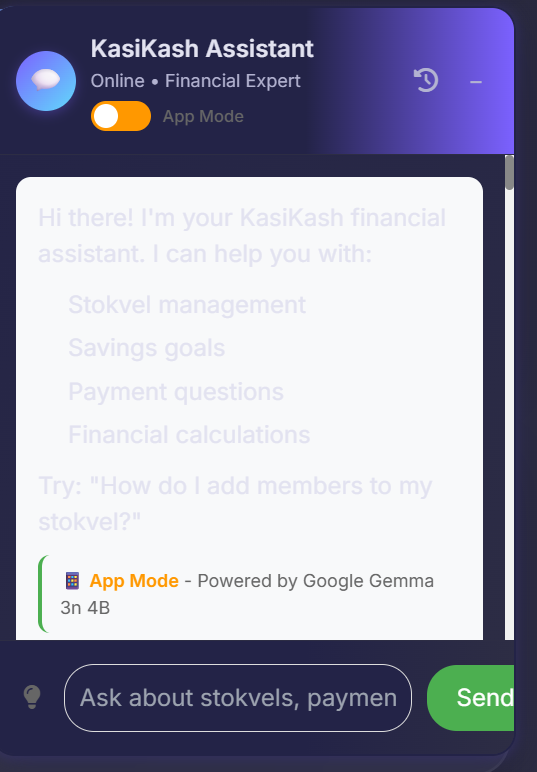 KasiKash Assistant
Online • Financial Expert
App Mode
Hi there! I'm your KasiKash financial
assistant. I can help you with:
Stokvel management
Savings goals
Payment questions
Financial calculations
Try: "How do I add members to my
stokvel?"
App Mode - Powered by Google Gemma
3n 4B
Ask about stokvels, paymen
Send